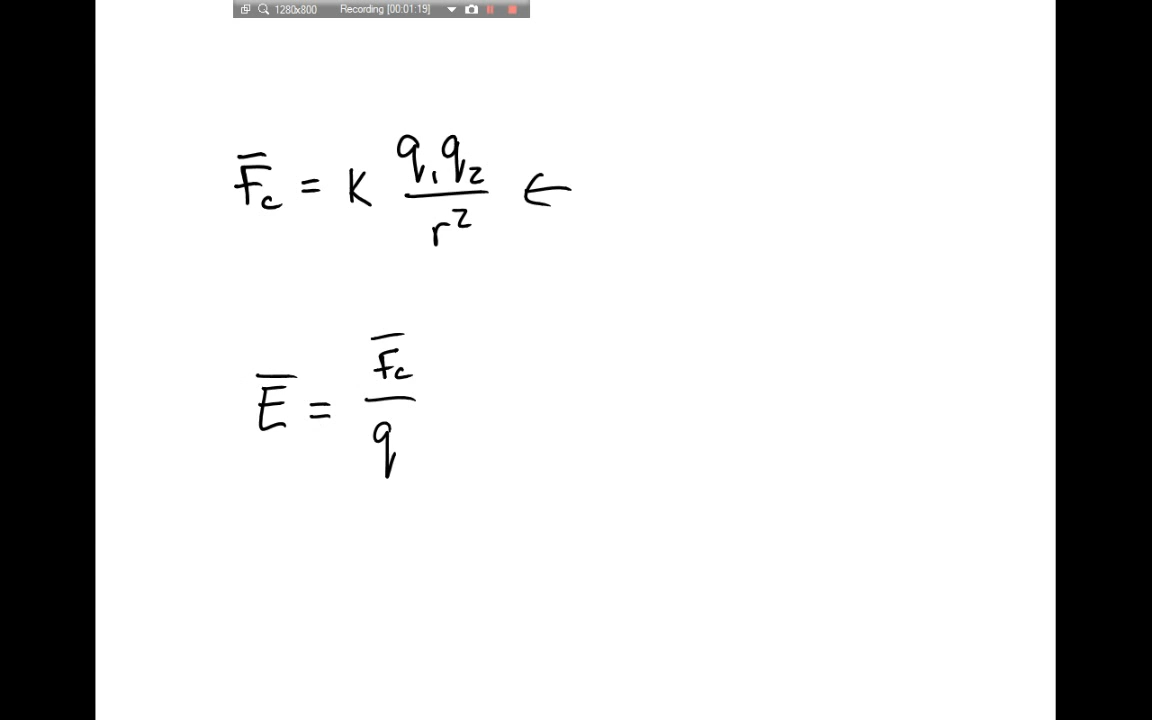 1280x800 Recording [00:01:19]
F̅c = K q₁q₂ / r² ←
E̅ = F̅c / q